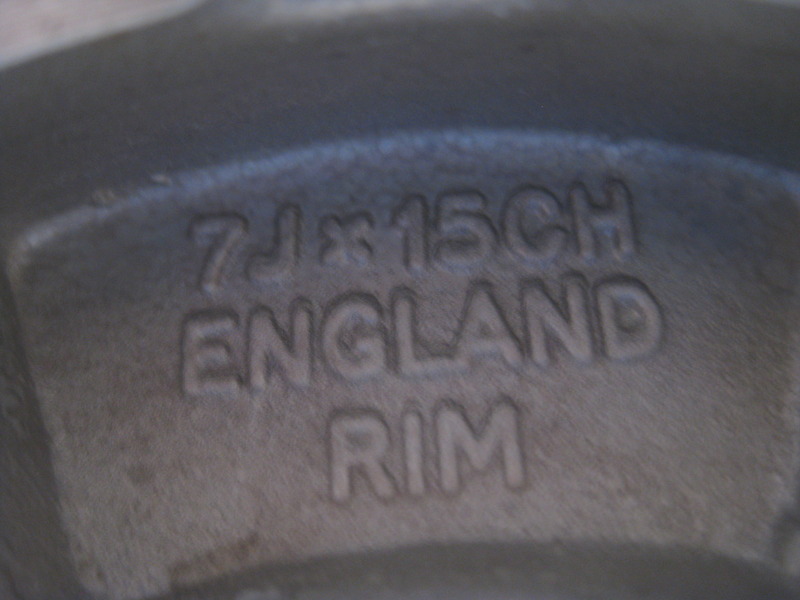 7J x 15CH
ENGLAND
RIM